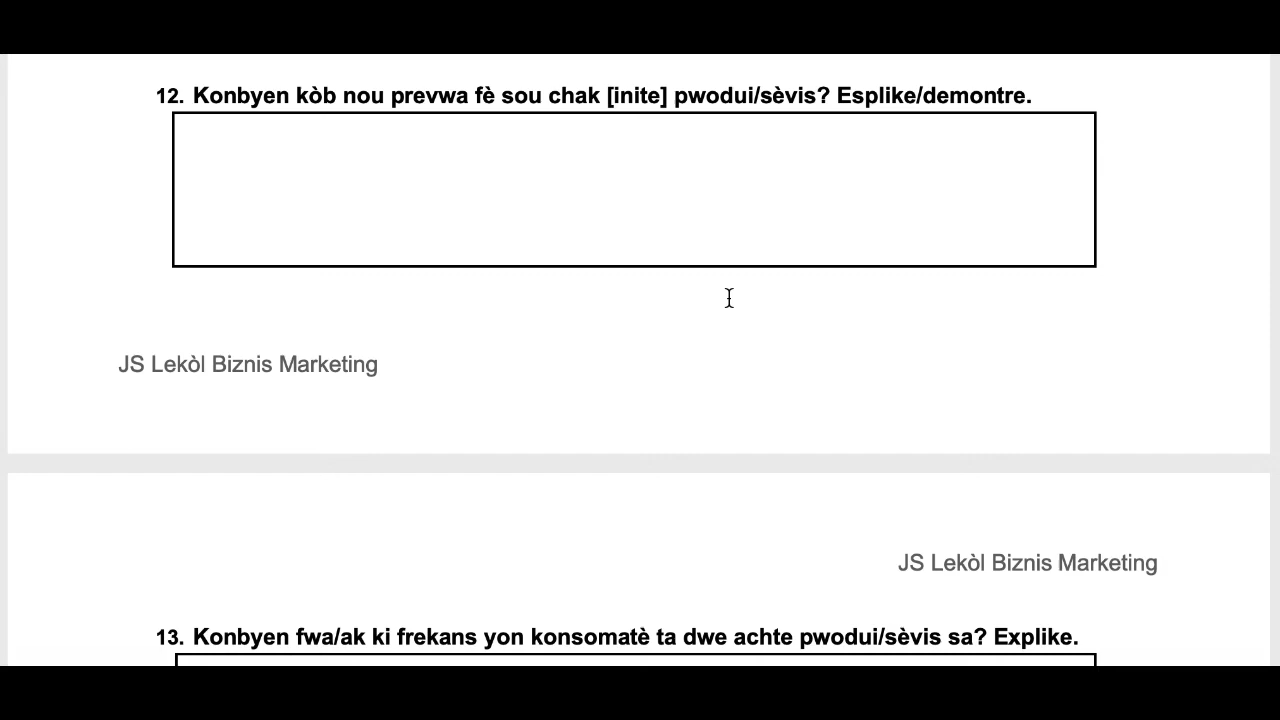 12. Konbyen kòb nou prevwa fè sou chak [inite] pwodui/sèvis? Esplike/demontre.
JS Lekòl Biznis Marketing
JS Lekòl Biznis Marketing
13. Konbyen fwa/ak ki frekans yon konsomatè ta dwe achte pwodui/sèvis sa? Explike.